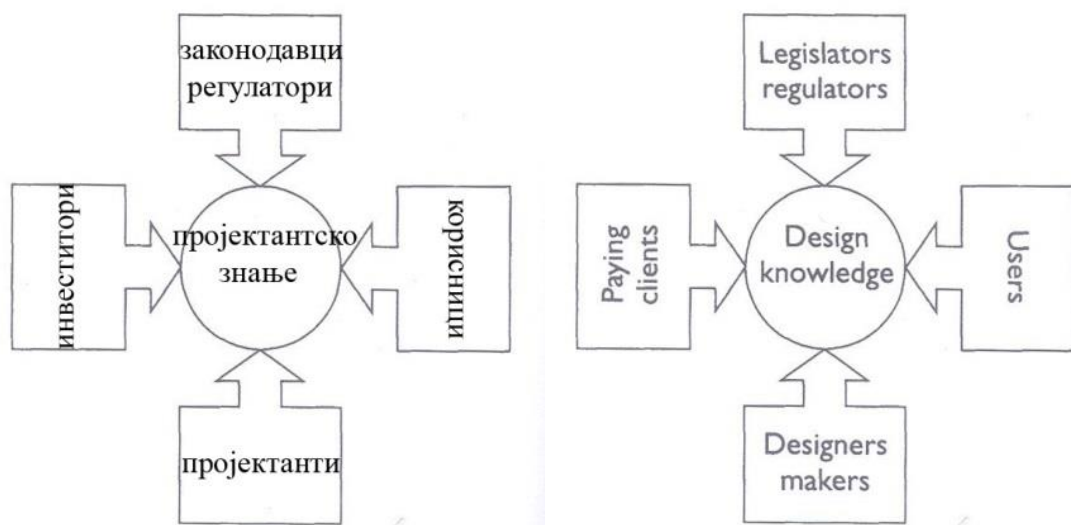 законодавци
регулатори
инвеститори
пројектантско
знање
корисници
пројектанти
Legislators
regulators
Paying
clients
Design
knowledge
Users
Designers
makers